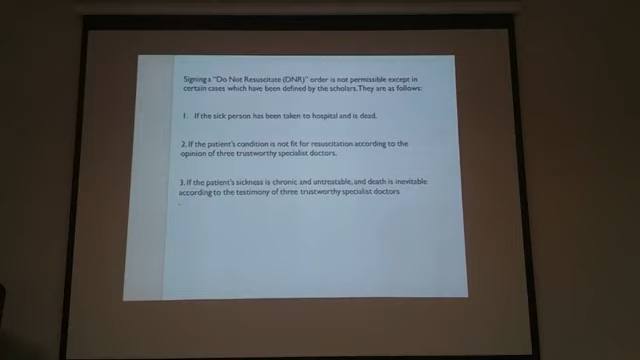 Signing a "Do Not Resuscitate (DNR)" order is not permissible except in
certain cases which have been defined by the scholars.They are as follows:
1. If the sick person has been taken to hospital and is dead.
2. If the patient's condition is not fit for resuscitation according to the
opinion of three trustworthy specialist doctors.
3. If the patient's sickness is chronic and untreatable, and death is inevitable
according to the testimony of three trustworthy specialist doctors
.